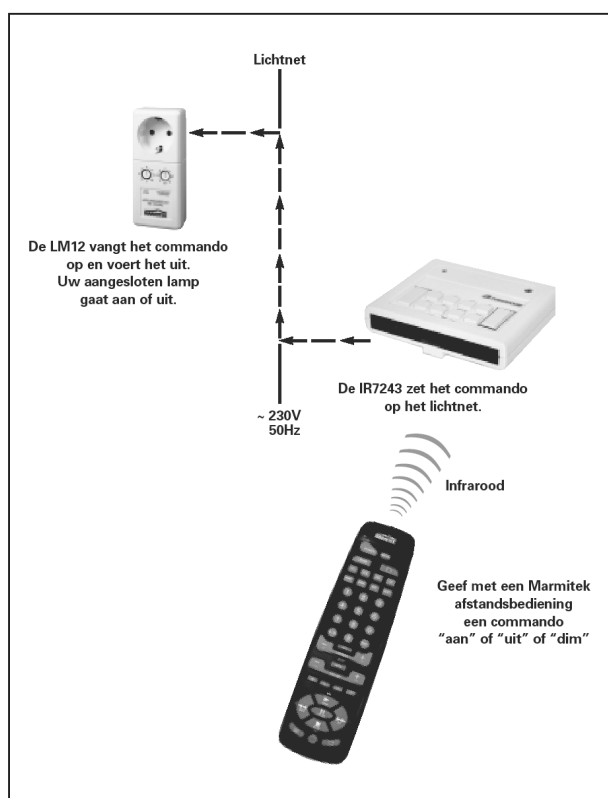 Lichtnet
De LM12 vangt het commando
op en voert het uit.
Uw aangesloten lamp
gaat aan of uit.
De IR7243 zet het commando
op het lichtnet.
~ 230V
50Hz
Infrarood
Geef met een Marmitek
afstandsbediening
een commando
“aan” of “uit” of “dim”